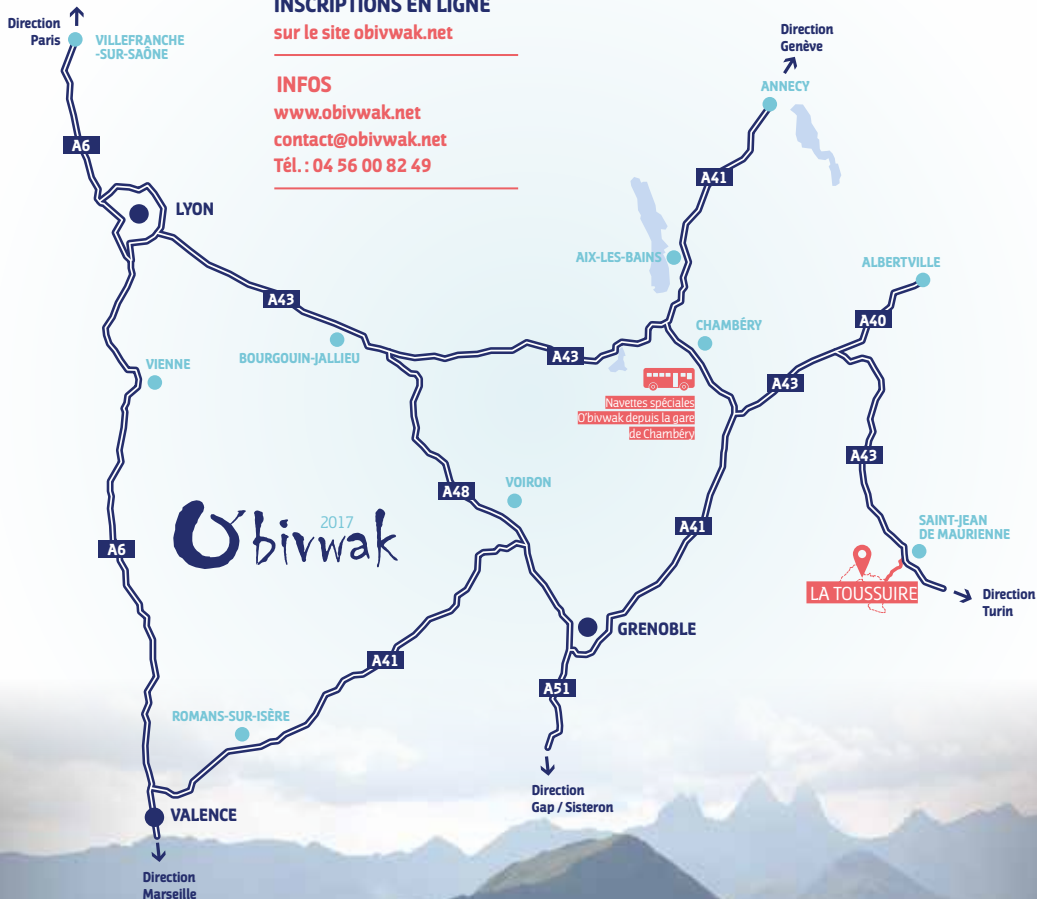 INSCRIPTIONS EN LIGNE
sur le site obivwak.net
INFOS
www.obivwak.net
contact@obivwak.net
Tél. : 04 56 00 82 49
Direction
Paris
VILLEFRANCHE
-SUR-SAÔNE
Direction
Genève
ANNECY
A6
A41
LYON
AIX-LES-BAINS
ALBERTVILLE
A43
A40
CHAMBÉRY
BOURGOUIN-JALLIEU
A43
VIENNE
A43
Navettes spéciales
O'bivwak depuis la gare
de Chambéry
A43
A48
VOIRON
2017
O'bivwak
A6
A41
SAINT-JEAN
DE MAURIENNE
LA TOUSSUIRE
Direction
Turin
GRENOBLE
A41
A51
ROMANS-SUR-ISÈRE
Direction
Gap / Sisteron
VALENCE
Direction
Marseille